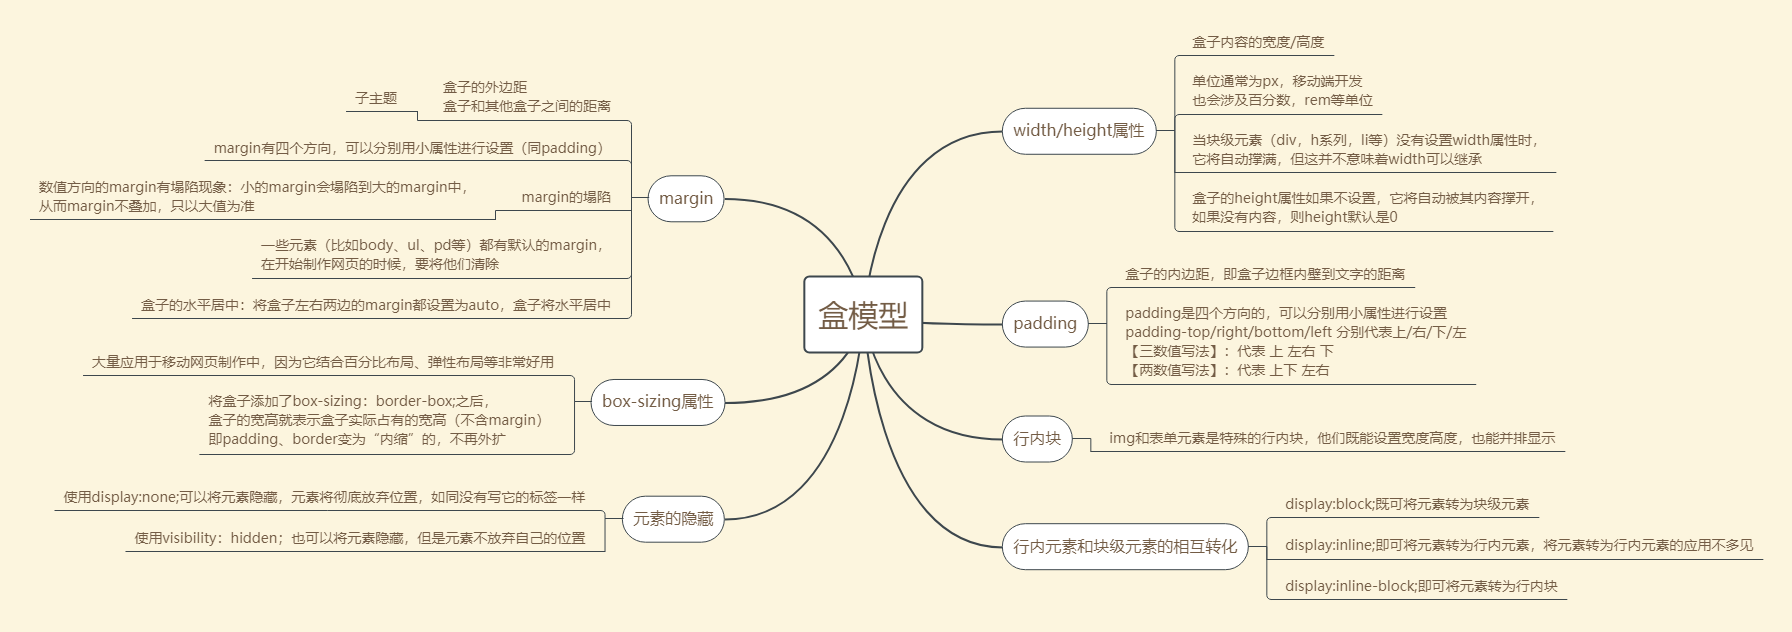 盒模型
width/height属性
盒子内容的宽度/高度
单位通常为px，移动端开发
也会涉及百分数，rem等单位
当块级元素（div，h系列，li等）没有设置width属性时，
它将自动撑满，但这并不意味着width可以继承
盒子的height属性如果不设置，它将自动被其内容撑开，
如果没有内容，则height默认是0
padding
盒子的内边距，即盒子边框内壁到文字的距离
padding是四个方向的，可以分别用小属性进行设置
padding-top/right/bottom/left 分别代表上/右/下/左
【三数值写法】：代表 上 左右 下
【两数值写法】：代表 上下 左右
行内块
img和表单元素是特殊的行内块，他们既能设置宽度高度，也能并排显示
行内元素和块级元素的相互转化
display:block;既可将元素转为块级元素
display:inline;即可将元素转为行内元素，将元素转为行内元素的应用不多见
display:inline-block;即可将元素转为行内块
margin
盒子的外边距
盒子和其他盒子之间的距离
子主题
margin有四个方向，可以分别用小属性进行设置（同padding）
margin的塌陷
数值方向的margin有塌陷现象：小的margin会塌陷到大的margin中，
从而margin不叠加，只以大值为准
一些元素（比如body、ul、pd等）都有默认的margin，
在开始制作网页的时候，要将他们清除
盒子的水平居中：将盒子左右两边的margin都设置为auto，盒子将水平居中
box-sizing属性
大量应用于移动网页制作中，因为它结合百分比布局、弹性布局等非常好用
将盒子添加了box-sizing：border-box;之后，
盒子的宽高就表示盒子实际占有的宽高（不含margin）
即padding、border变为“内缩”的，不再外扩
元素的隐藏
使用display:none;可以将元素隐藏，元素将彻底放弃位置，如同没有写它的标签一样
使用visibility：hidden；也可以将元素隐藏，但是元素不放弃自己的位置